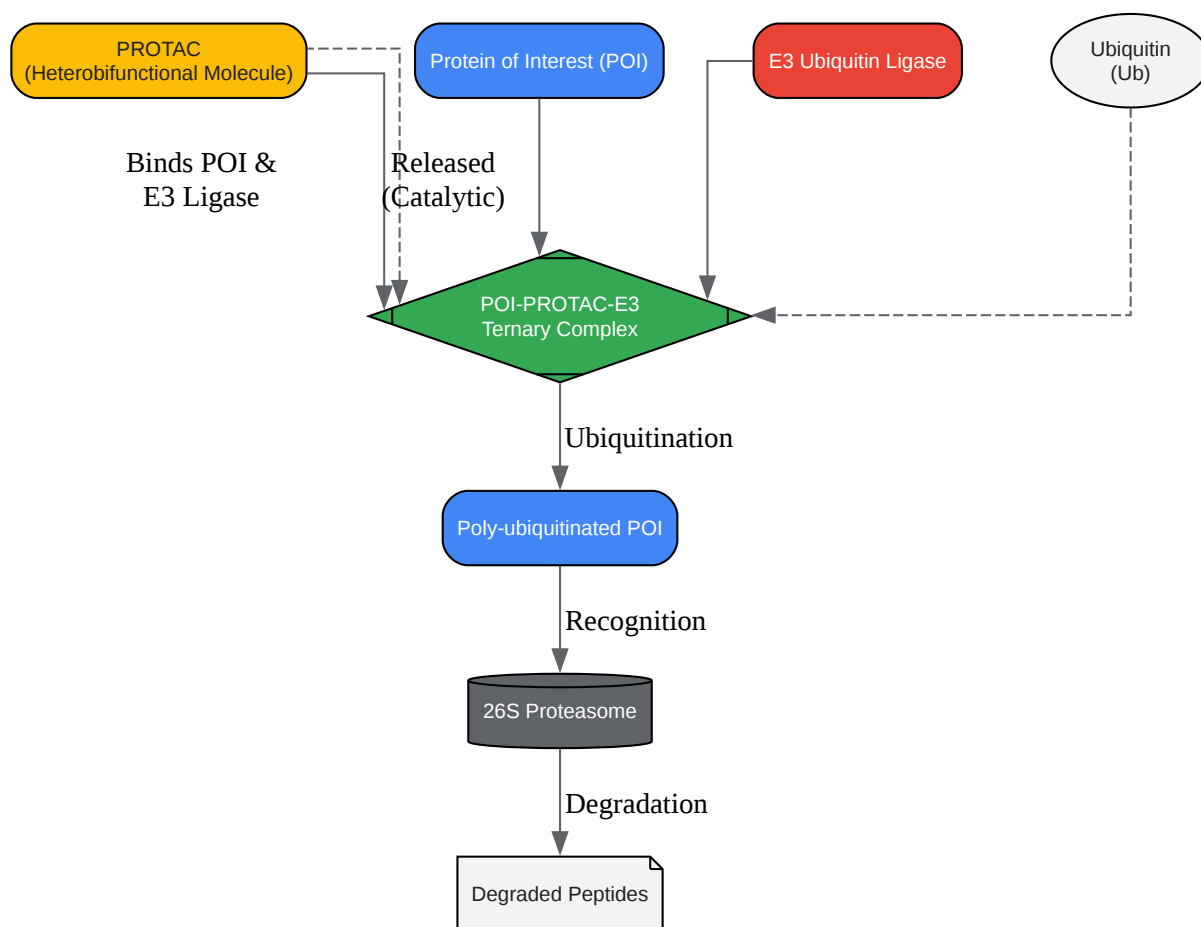 PROTAC
(Heterobifunctional Molecule)
Protein of Interest (POI)
E3 Ubiquitin Ligase
Ubiquitin
(Ub)
Binds POI &
E3 Ligase
Released
(Catalytic)
POI-PROTAC-E3
Ternary Complex
Ubiquitination
Poly-ubiquitinated POI
Recognition
26S Proteasome
Degradation
Degraded Peptides